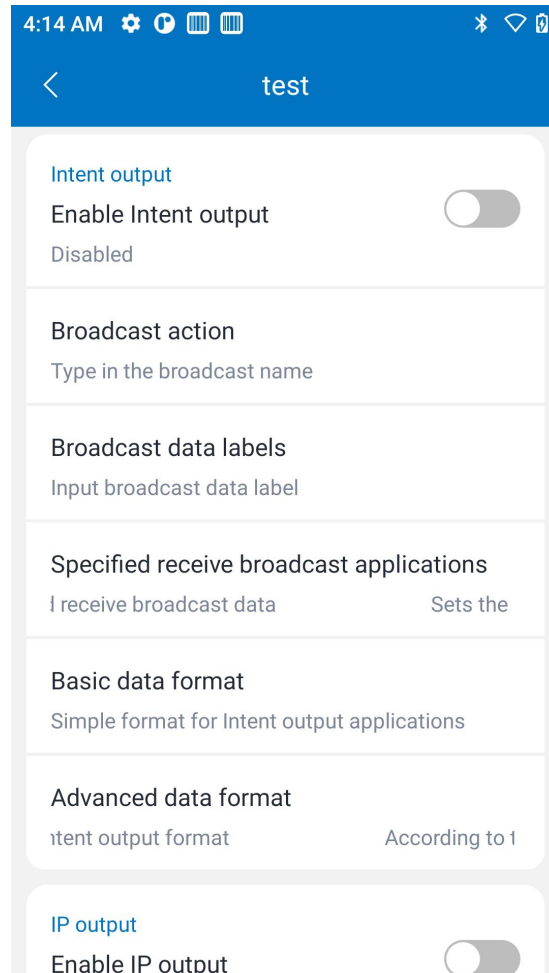 4:14 AM
test
Intent output
Enable Intent output
Disabled
Broadcast action
Type in the broadcast name
Broadcast data labels
Input broadcast data label
Specified receive broadcast applications
receive broadcast data Sets the
Basic data format
Simple format for Intent output applications
Advanced data format
output format According to
IP output
Enable IP output